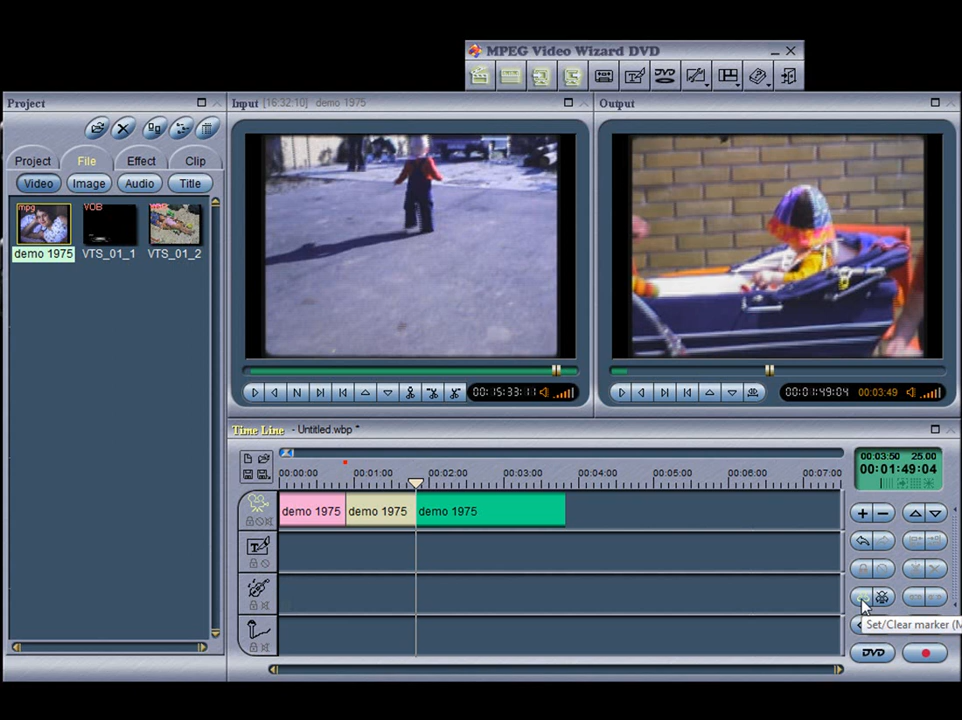 MPEG Video Wizard DVD
Project
Input [16:32:10] demo 1975
Output
Project File Effect Clip
Video Image Audio Title
mpg VOB VOB
demo 1975 VTS_01_1 VTS_01_2
00:15:33:11
00:01:49:04 00:03:49
Time Line - Untitled.wbp *
00:00:00 00:01:00 00:02:00 00:03:00 00:04:00 00:05:00 00:06:00 00:07:00
00:03:50 25.00
00:01:49:04
demo 1975 demo 1975 demo 1975
Set/Clear marker (M
DVD